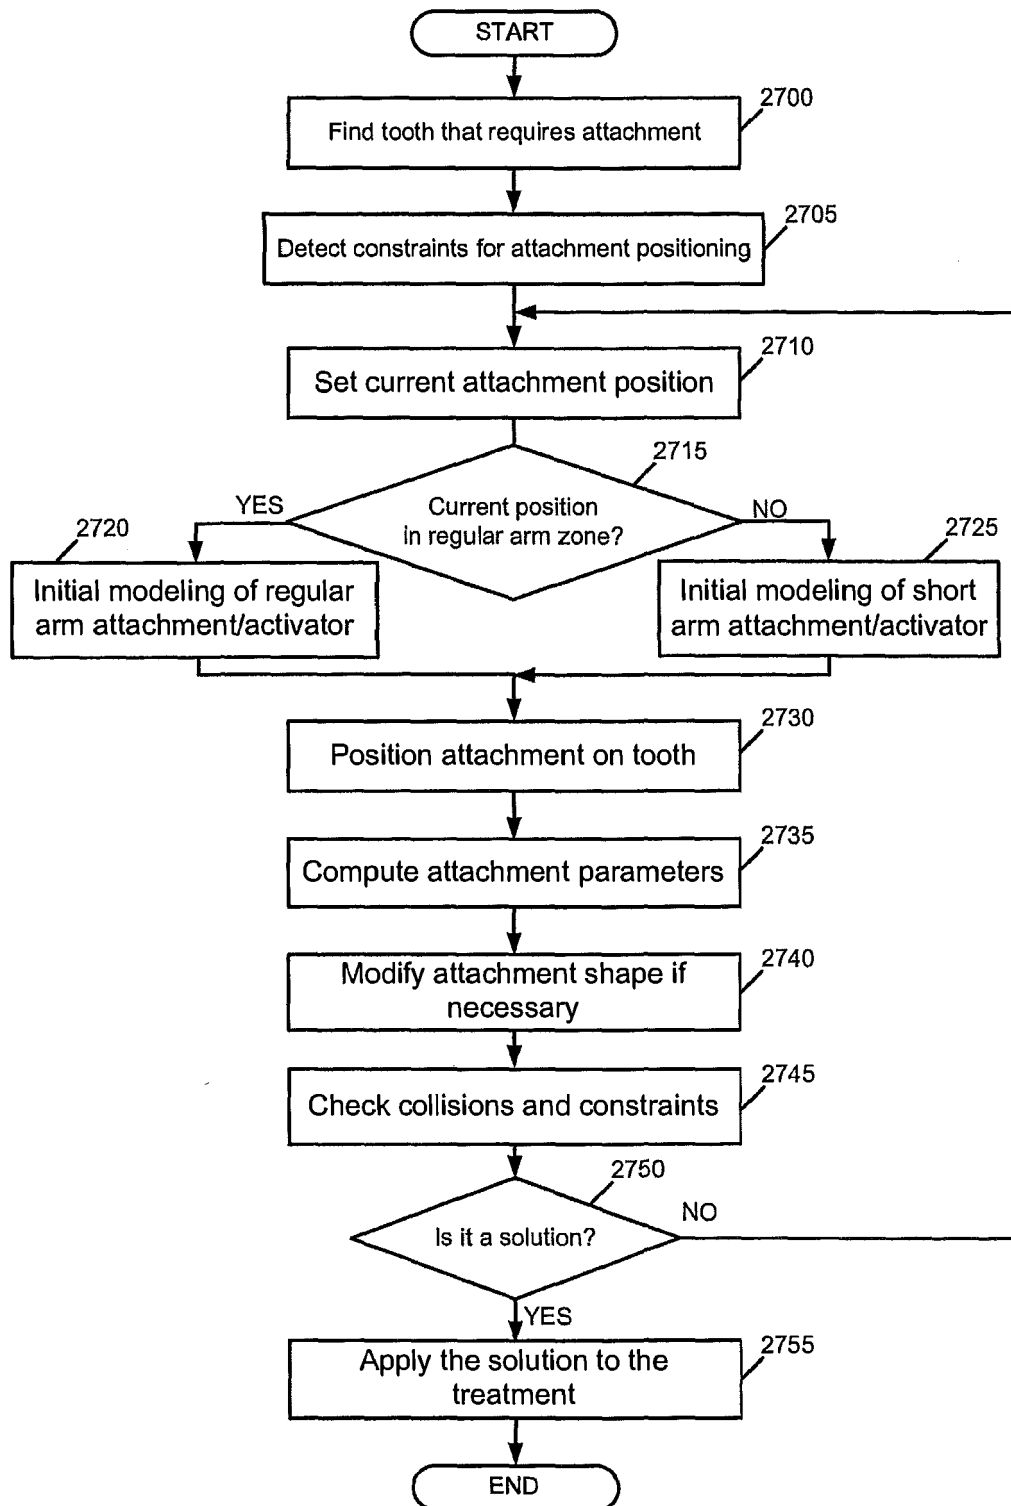 START
2700
Find tooth that requires attachment
2705
Detect constraints for attachment positioning
2710
Set current attachment position
2715
Current position
in regular arm zone?
YES
NO
2720
Initial modeling of regular
arm attachment/activator
2725
Initial modeling of short
arm attachment/activator
2730
Position attachment on tooth
2735
Compute attachment parameters
2740
Modify attachment shape if
necessary
2745
Check collisions and constraints
2750
Is it a solution?
NO
YES
2755
Apply the solution to the
treatment
END